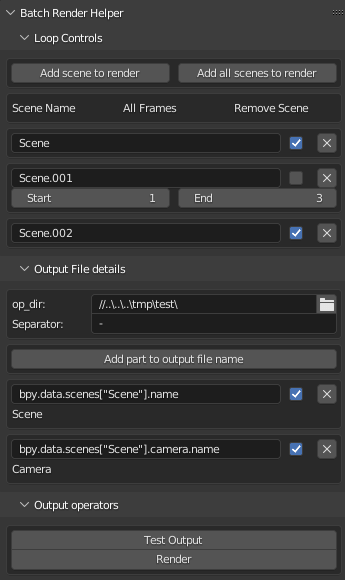 Batch Render Helper
Loop Controls
Add scene to render Add all scenes to render
Scene Name All Frames Remove Scene
Scene
Scene.001
Start 1 End 3
Scene.002
Output File details
op_dir: //..\..\..\tmp\test\
Separator: -
Add part to output file name
bpy.data.scenes["Scene"].name
Scene
bpy.data.scenes["Scene"].camera.name
Camera
Output operators
Test Output
Render